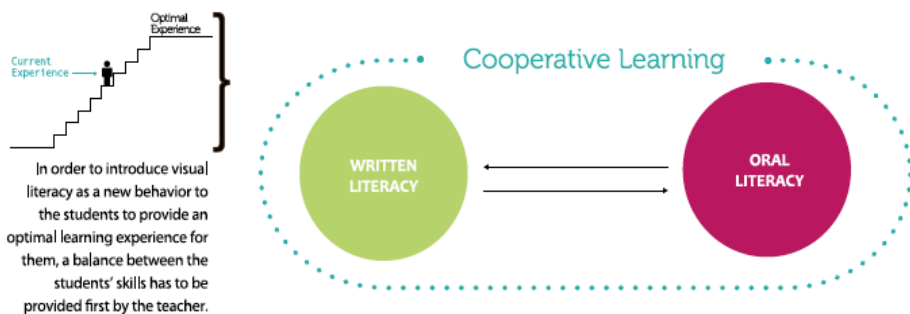 Optimal
Experience
Current
Experience
In order to introduce visual
literacy as a new behavior to
the students to provide an
optimal learning experience for
them, a balance between the
students' skills has to be
provided first by the teacher.
Cooperative Learning
WRITTEN
LITERACY
ORAL
LITERACY